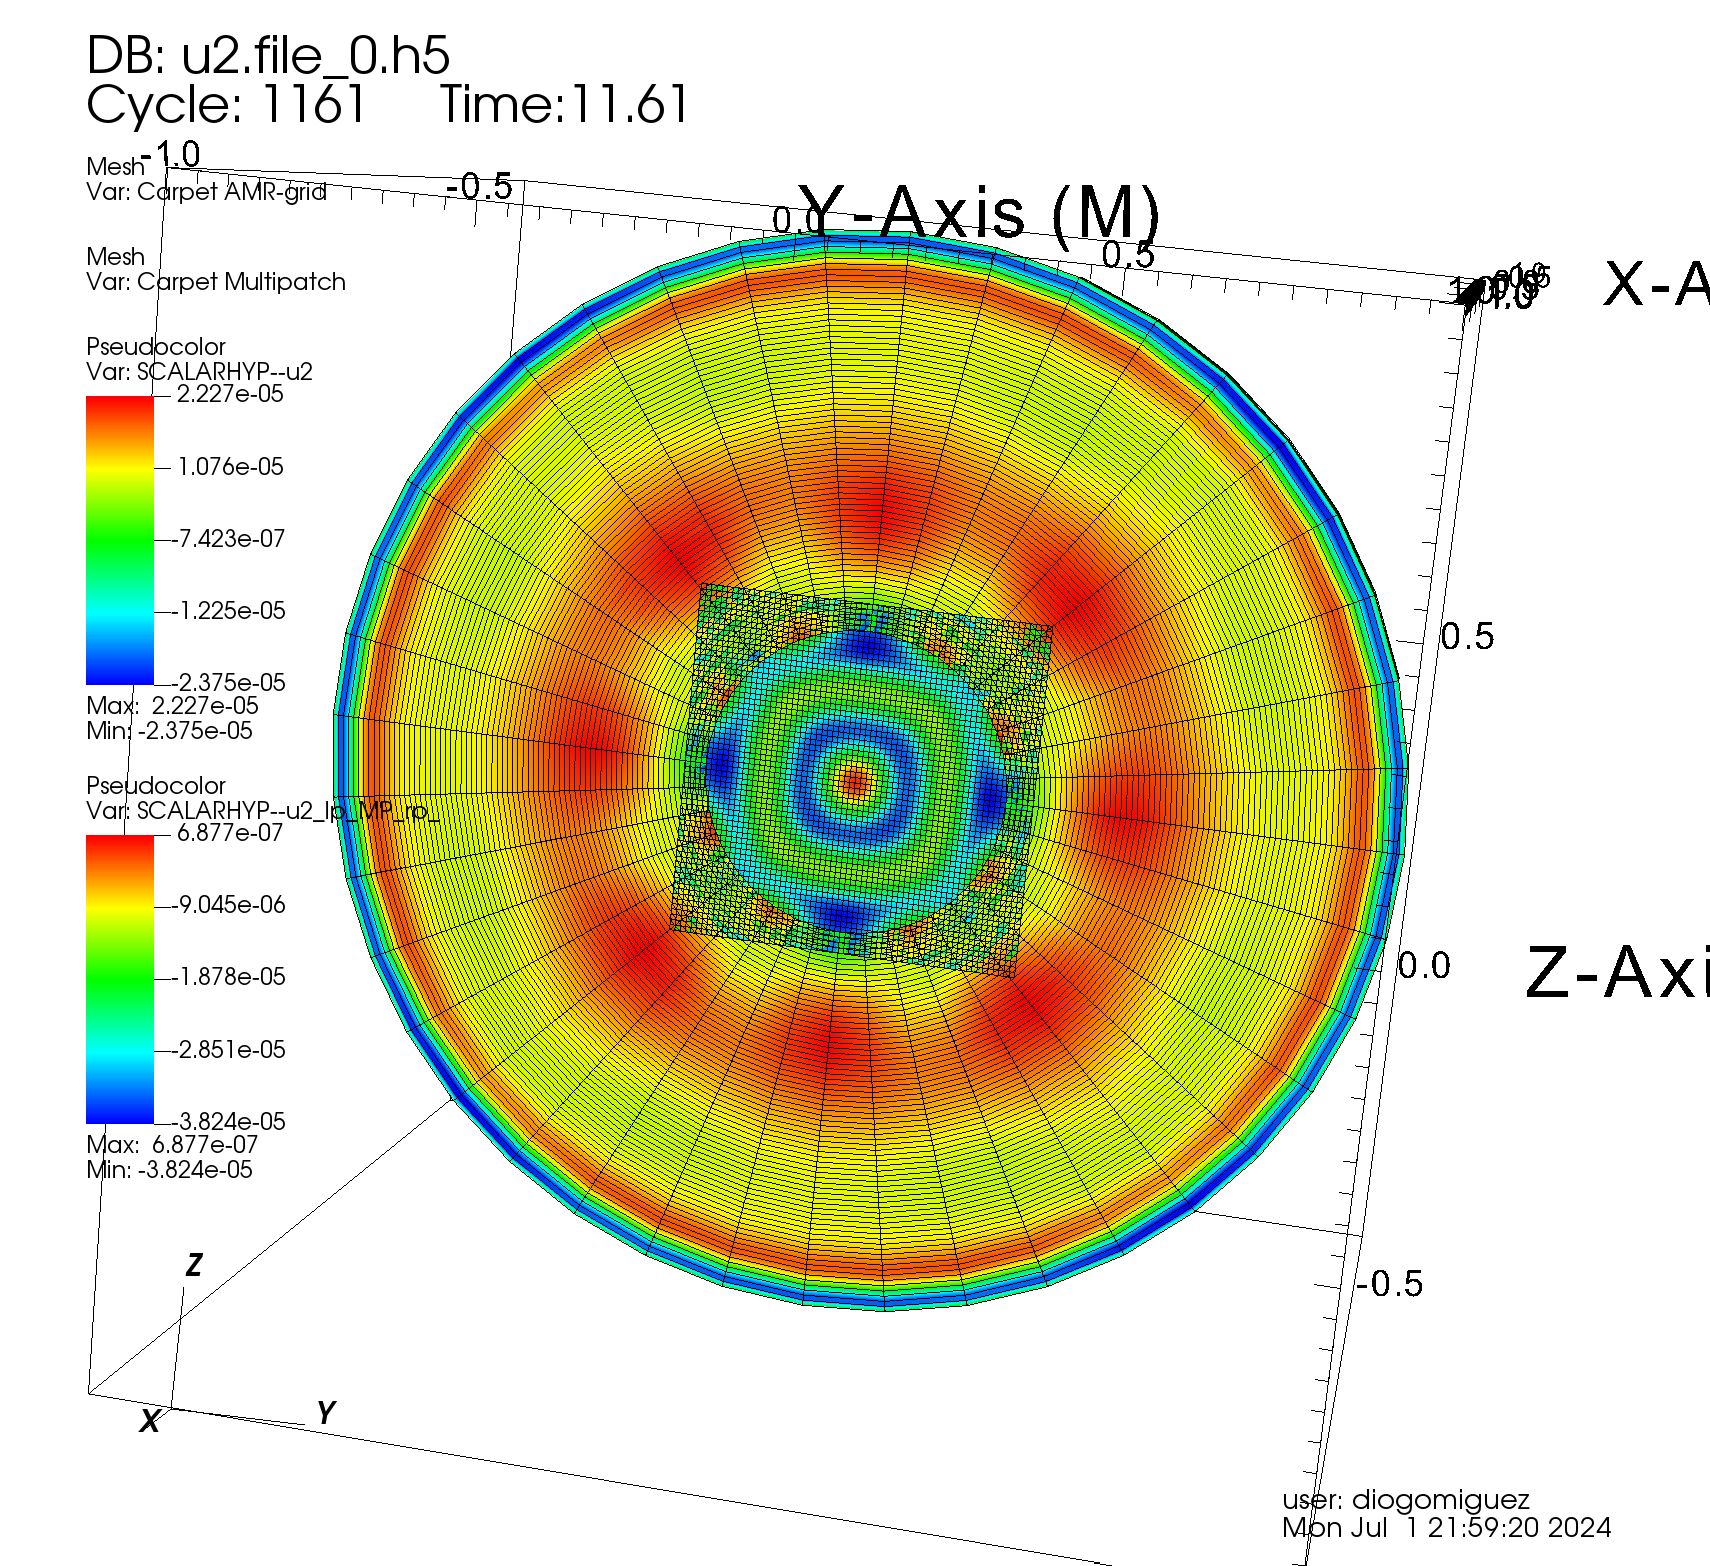 DB: u2.file_0.h5
Cycle: 1161 Time:11.61
Mesh
Var: Carpet AMR-grid
Mesh
Var: Carpet Multipatch
Pseudocolor
Var: SCALARHYP--u2
2.227e-05
1.076e-05
-7.423e-07
-1.225e-05
-2.375e-05
Max: 2.227e-05
Min: -2.375e-05
Pseudocolor
Var: SCALARHYP--u2_lp_MP_rp_
6.877e-07
-9.045e-06
-1.878e-05
-2.851e-05
-3.824e-05
Max: 6.877e-07
Min: -3.824e-05
-1.0
-0.5
0.0
Y-Axis (M)
0.5
X-A
0.5
0.0
Z-Axi
-0.5
Z
Y
X
user: diogomiguez
Mon Jul 1 21:59:20 2024